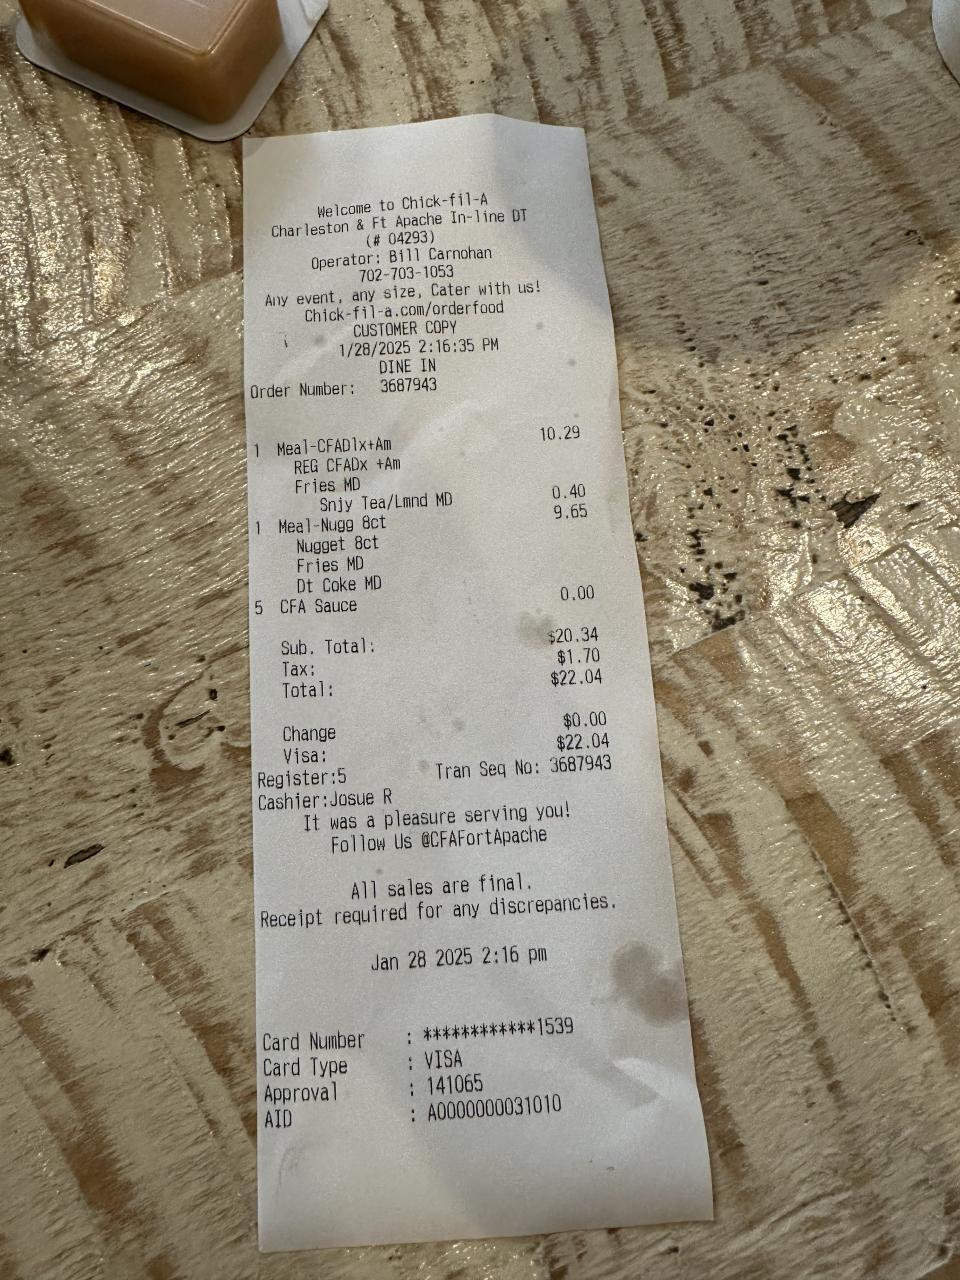 Welcome to Chick-fil-A
Charleston & Ft Apache In-line DT
(# 04293)
Operator: Bill Carnohan
702-703-1053
Any event, any size, Cater with us!
Chick-fil-a.com/orderfood
CUSTOMER COPY
1/28/2025 2:16:35 PM
DINE IN
Order Number: 3687943
1 Meal-CFADlx+Am 10.29
REG CFADx +Am
Fries MD
Snjy Tea/Lmnd MD 0.40
1 Meal-Nugg 8ct 9.65
Nugget 8ct
Fries MD
Dt Coke MD
5 CFA Sauce 0.00
Sub. Total: $20.34
Tax: $1.70
Total: $22.04
Change $0.00
Visa: $22.04
Register:5 Tran Seq No: 3687943
Cashier:Josue R
It was a pleasure serving you!
Follow Us @CFAFortApache
All sales are final.
Receipt required for any discrepancies.
Jan 28 2025 2:16 pm
Card Number : ************1539
Card Type : VISA
Approval : 141065
AID : A0000000031010